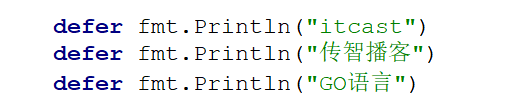 defer fmt.Println("itcast")
defer fmt.Println("传智播客")
defer fmt.Println("GO语言")